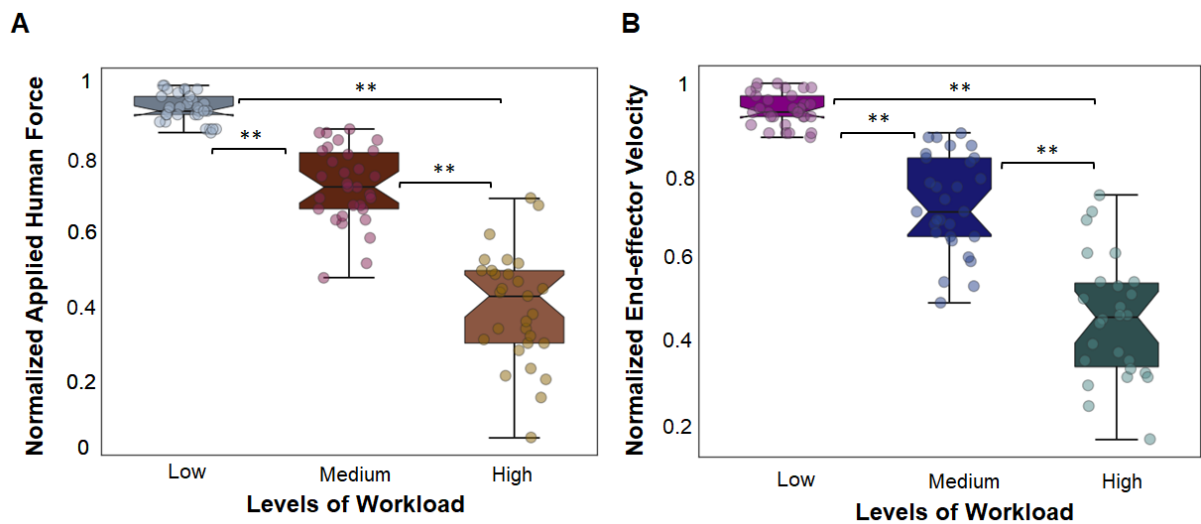 A
B
Normalized Applied Human Force
1
0.8
0.6
0.4
0.2
0
**
**
**
Low
Medium
High
Levels of Workload
Normalized End-effector Velocity
1
0.8
0.6
0.4
0.2
**
**
**
Low
Medium
High
Levels of Workload